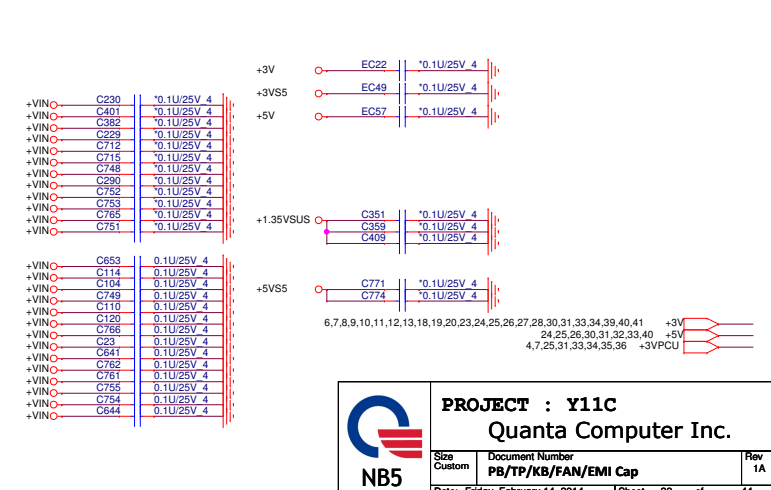 +3V EC22 *0.1U/25V_4
+3VS5 EC49 *0.1U/25V_4
+5V EC57 *0.1U/25V_4
+VIN C230 *0.1U/25V_4
+VIN C401 *0.1U/25V_4
+VIN C382 *0.1U/25V_4
+VIN C229 *0.1U/25V_4
+VIN C712 *0.1U/25V_4
+VIN C715 *0.1U/25V_4
+VIN C748 *0.1U/25V_4
+VIN C290 *0.1U/25V_4
+VIN C752 *0.1U/25V_4
+VIN C753 *0.1U/25V_4
+VIN C765 *0.1U/25V_4
+VIN C751 *0.1U/25V_4
+1.35VSUS C351 *0.1U/25V_4
C359 *0.1U/25V_4
C409 *0.1U/25V_4
+VIN C653 0.1U/25V_4
+VIN C114 0.1U/25V_4
+VIN C104 0.1U/25V_4
+VIN C749 0.1U/25V_4
+VIN C110 0.1U/25V_4
+VIN C120 0.1U/25V_4
+VIN C766 0.1U/25V_4
+VIN C23 0.1U/25V_4
+VIN C641 0.1U/25V_4
+VIN C762 0.1U/25V_4
+VIN C761 0.1U/25V_4
+VIN C755 0.1U/25V_4
+VIN C754 0.1U/25V_4
+VIN C644 0.1U/25V_4
+5VS5 C771 *0.1U/25V_4
C774 *0.1U/25V_4
6,7,8,9,10,11,12,13,18,19,20,23,24,25,26,27,28,30,31,33,34,39,40,41 +3V
24,25,26,30,31,32,33,40 +5V
4,7,25,31,33,34,35,36 +3VPCU
PROJECT : Y11C
Quanta Computer Inc.
NB5
Size Document Number Rev
Custom PB/TP/KB/FAN/EMI Cap 1A